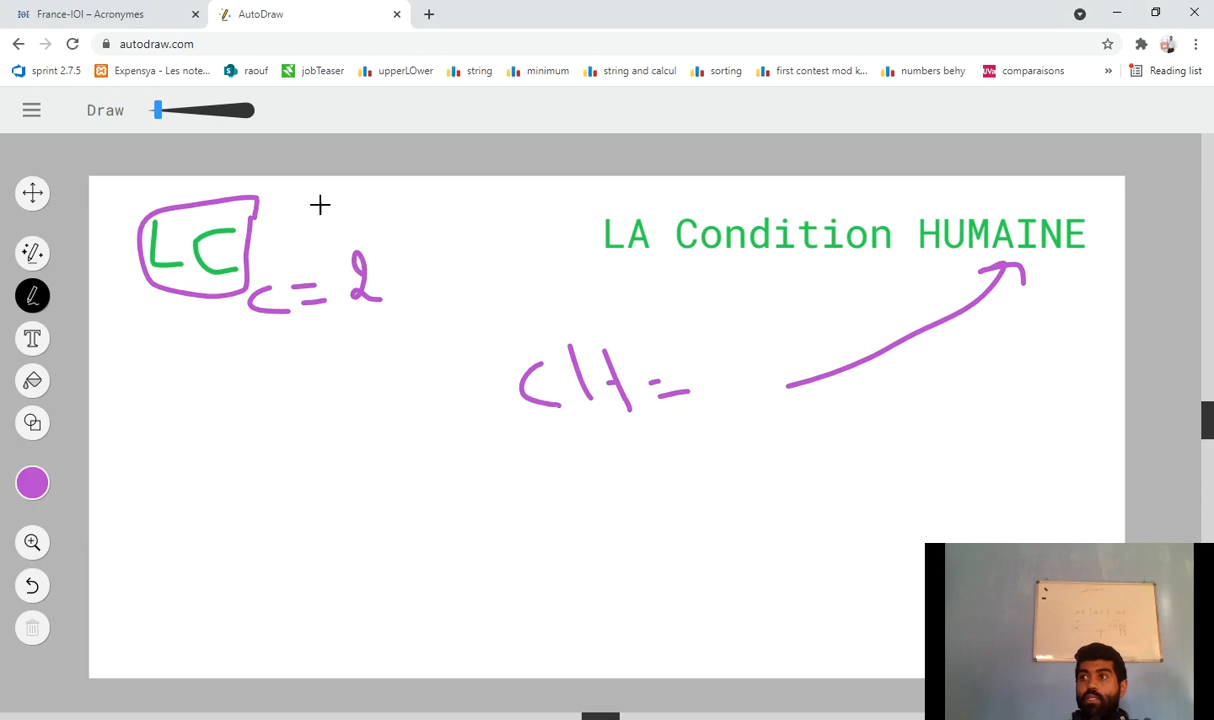 France-IOI – Acronymes
AutoDraw
autodraw.com
sprint 2.7.5
Expensya - Les note...
raouf
jobTeaser
upperLOwer
string
minimum
string and calcul
sorting
first contest mod k...
numbers behy
comparaisons
»
Reading list
Draw
LC
LA Condition HUMAINE
c = 2